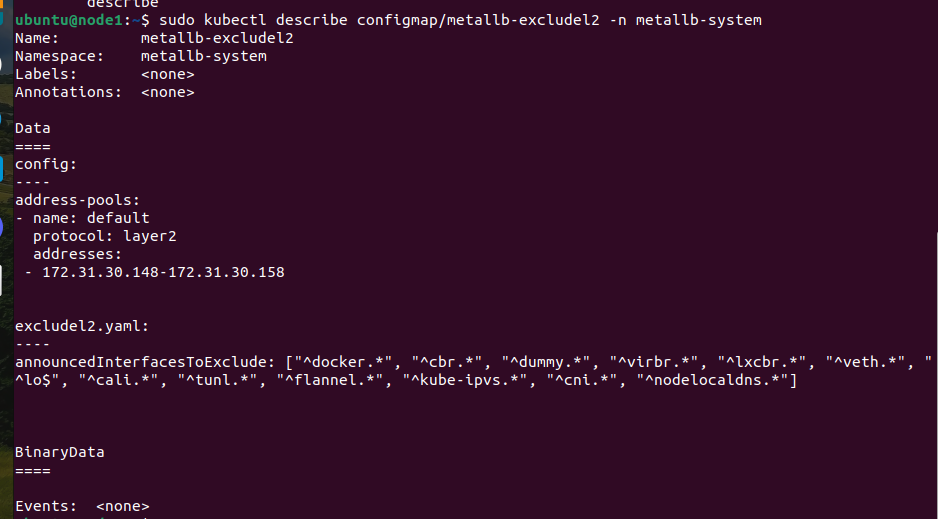 describe
ubuntu@node1:~$ sudo kubectl describe configmap/metallb-excludel2 -n metallb-system
Name:         metallb-excludel2
Namespace:    metallb-system
Labels:       <none>
Annotations:  <none>
Data
====
config:
----
address-pools:
- name: default
  protocol: layer2
  addresses:
 - 172.31.30.148-172.31.30.158
excludel2.yaml:
----
announcedInterfacesToExclude: ["^docker.*", "^cbr.*", "^dummy.*", "^virbr.*", "^lxcbr.*", "^veth.*", "
^lo$", "^cali.*", "^tunl.*", "^flannel.*", "^kube-ipvs.*", "^cni.*", "^nodelocaldns.*"]
BinaryData
====
Events:  <none>